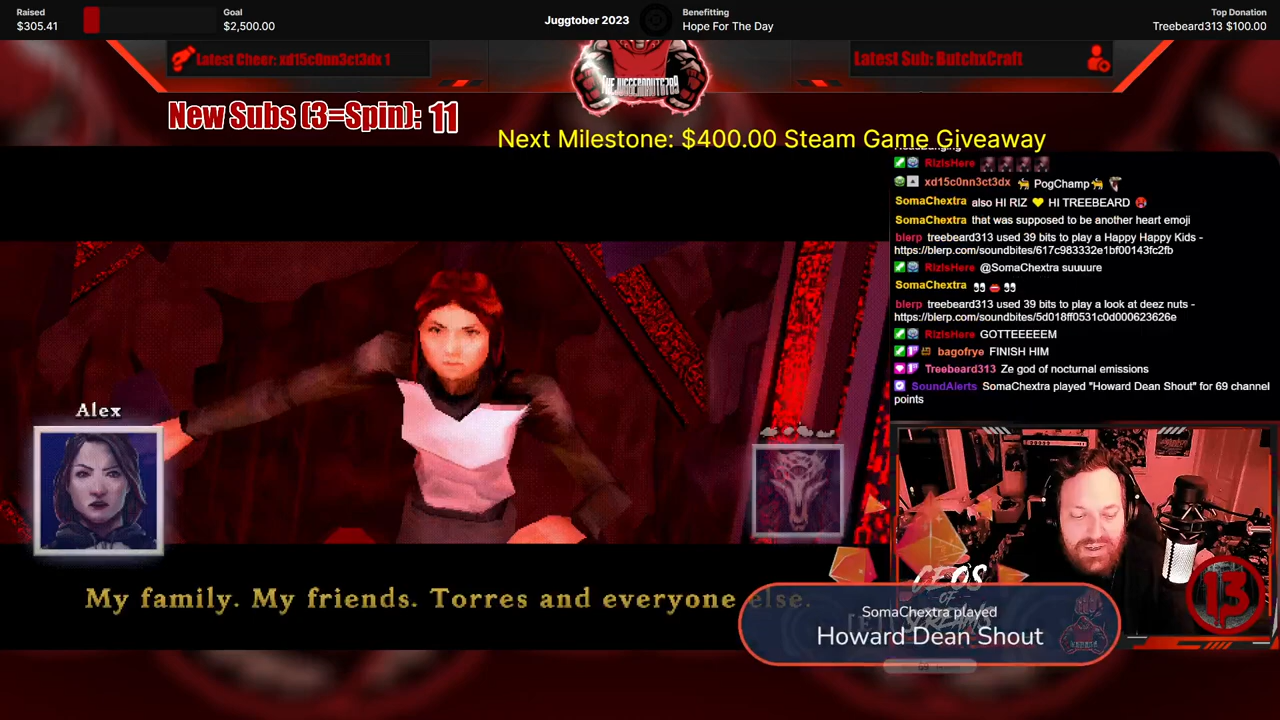 Raised
$305.41
Goal
$2,500.00
Juggtober 2023
Benefitting
Hope For The Day
Top Donation
Treebeard313 $100.00
Latest Cheer: xd15c0nn3ct3dx 1
THEJUGGERNAUT6789
Latest Sub: ButchxCraft
New Subs (3=Spin): 11
Next Milestone: $400.00 Steam Game Giveaway
RizIsHere
xd15c0nn3ct3dx PogChamp
SomaChextra also HI RIZ HI TREEBEARD
SomaChextra that was supposed to be another heart emoji
blerp treebeard313 used 39 bits to play a Happy Happy Kids -
https://blerp.com/soundbites/617c983332e1bf00143fc2fb
RizIsHere @SomaChextra suuuure
SomaChextra
blerp treebeard313 used 39 bits to play a look at deez nuts -
https://blerp.com/soundbites/5d018ff0531c0d000623626e
RizIsHere GOTTEEEEEM
bagofrye FINISH HIM
Treebeard313 Ze god of nocturnal emissions
SoundAlerts SomaChextra played "Howard Dean Shout" for 69 channel
points
Alex
My family. My friends. Torres and everyone else.
OF
13
SomaChextra played
Howard Dean Shout